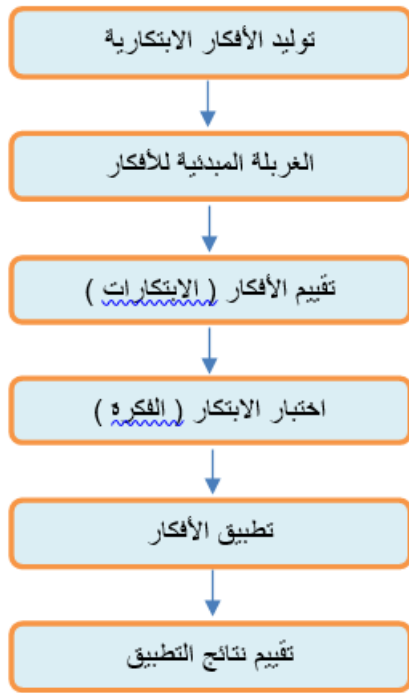 توليد الأفكار الابتكارية
الغربلة المبدئية للأفكار
تقييم الأفكار ( الابتكارات )
اختبار الابتكار ( الفكرة )
تطبيق الأفكار
تقييم نتائج التطبيق